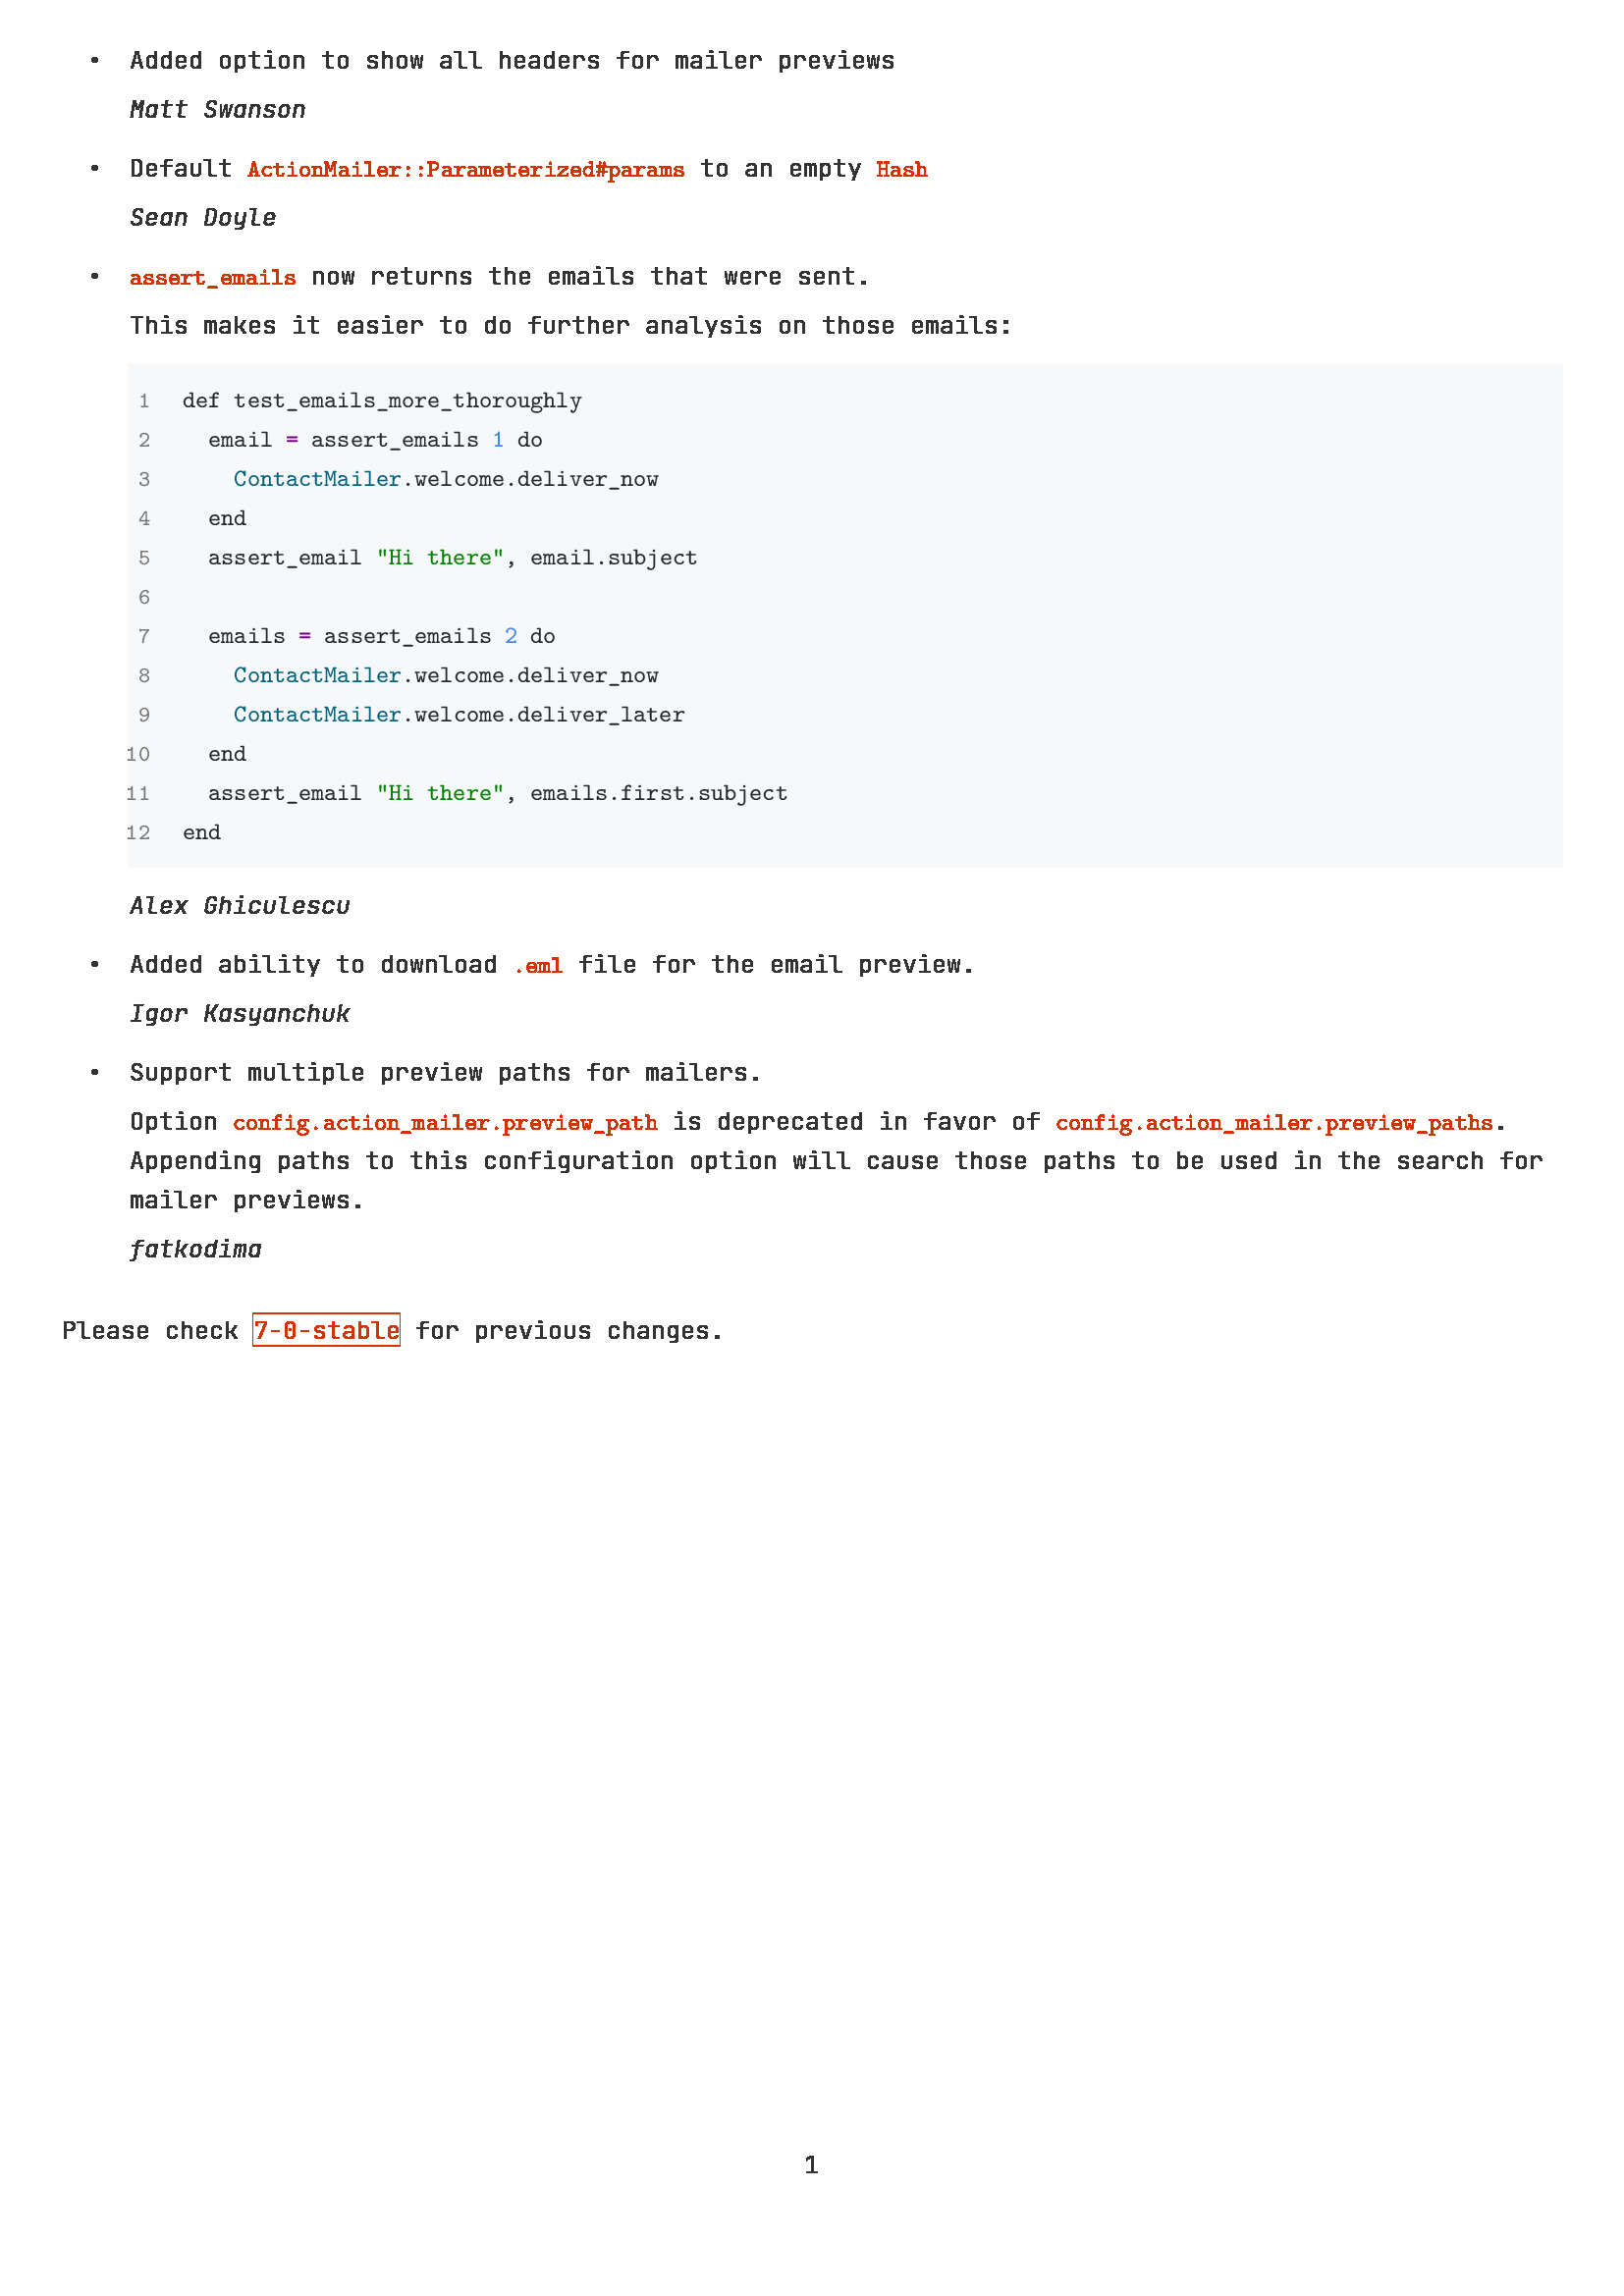 • Added option to show all headers for mailer previews
Matt Swanson
• Default ActionMailer::Parameterized#params to an empty Hash
Sean Doyle
• assert_emails now returns the emails that were sent.
This makes it easier to do further analysis on those emails:
1 def test_emails_more_thoroughly
2   email = assert_emails 1 do
3     ContactMailer.welcome.deliver_now
4   end
5   assert_email "Hi there", email.subject
6
7   emails = assert_emails 2 do
8     ContactMailer.welcome.deliver_now
9     ContactMailer.welcome.deliver_later
10   end
11   assert_email "Hi there", emails.first.subject
12 end
Alex Ghiculescu
• Added ability to download .eml file for the email preview.
Igor Kasyanchuk
• Support multiple preview paths for mailers.
Option config.action_mailer.preview_path is deprecated in favor of config.action_mailer.preview_paths.
Appending paths to this configuration option will cause those paths to be used in the search for
mailer previews.
fatkodima
Please check 7-0-stable for previous changes.
1